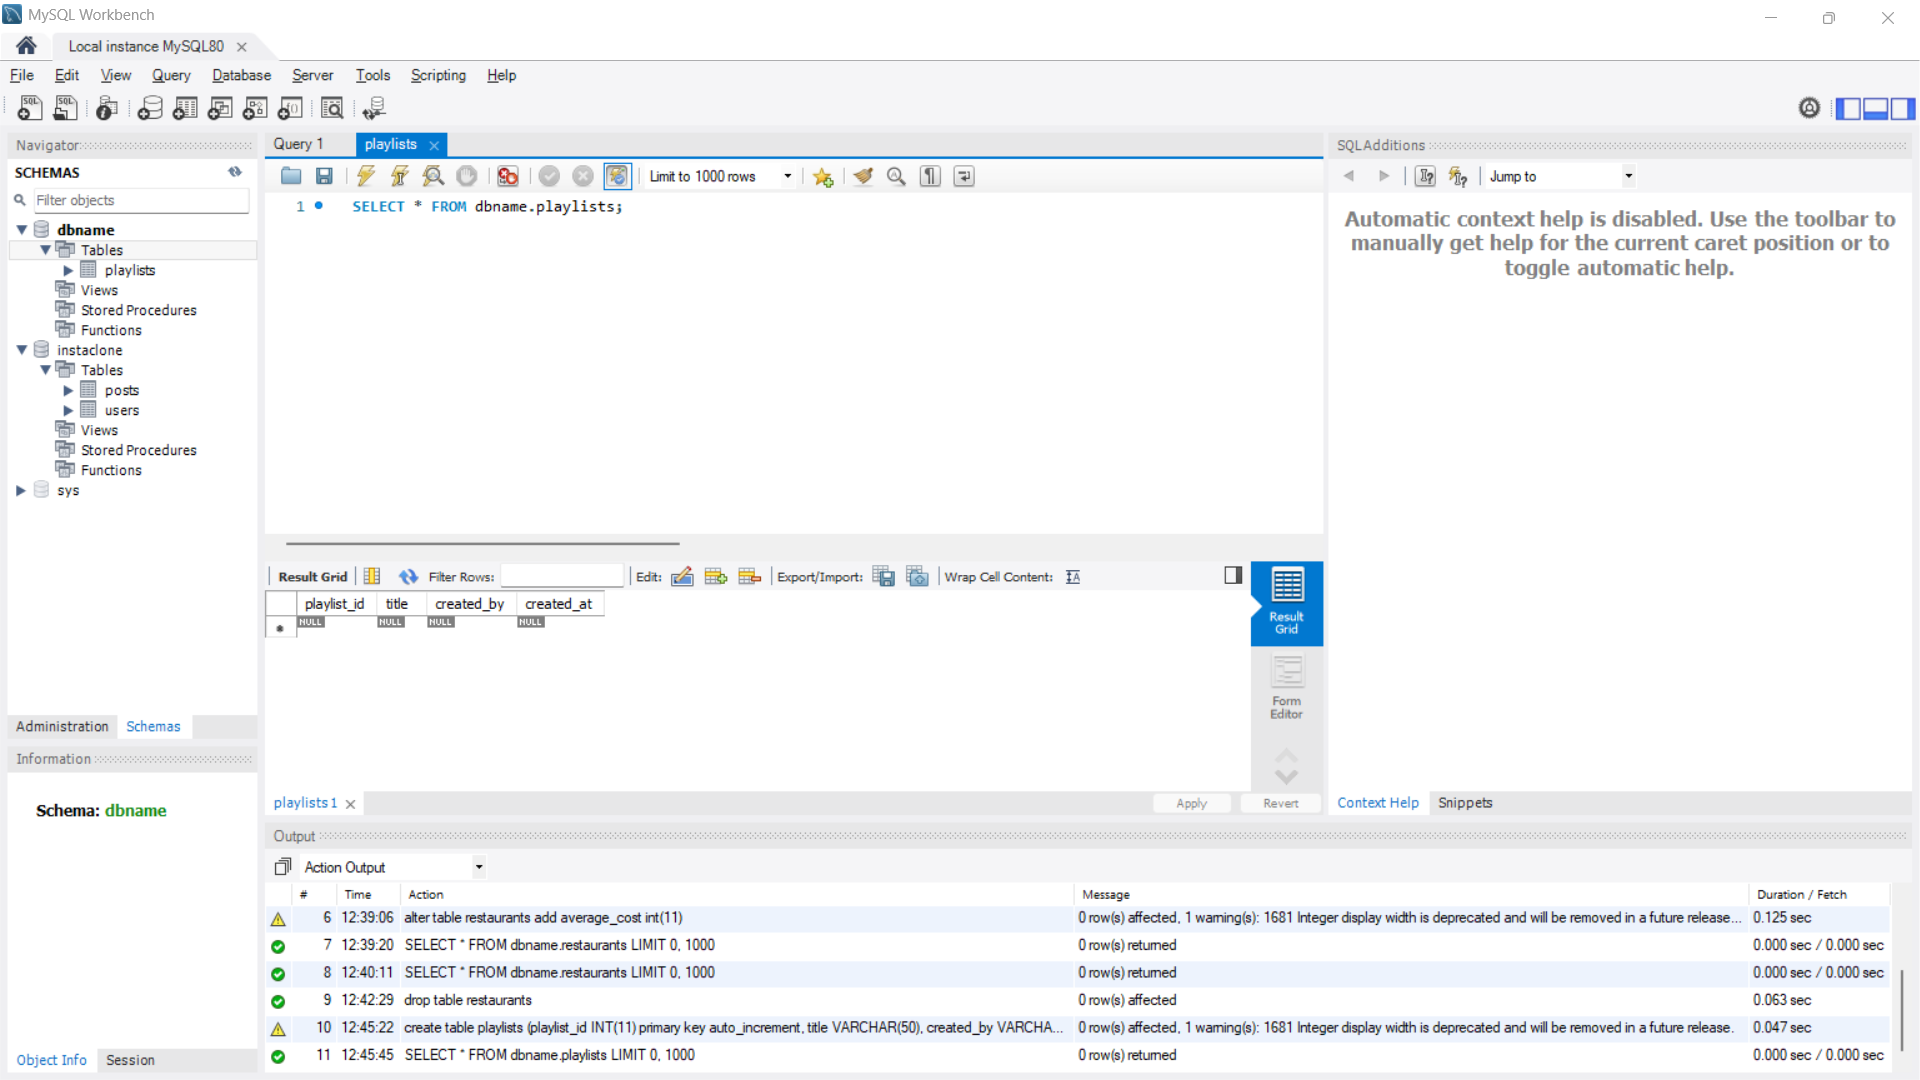 MySQL Workbench
Local instance MySQL80
File Edit View Query Database Server Tools Scripting Help
Navigator
SCHEMAS
Filter objects
dbname
Tables
playlists
Views
Stored Procedures
Functions
instaclone
Tables
posts
users
Views
Stored Procedures
Functions
sys
Administration Schemas
Information
Schema: dbname
Object Info Session
Query 1 playlists
Limit to 1000 rows
1 SELECT * FROM dbname.playlists;
Result Grid Filter Rows: Edit: Export/Import: Wrap Cell Content:
playlist_id title created_by created_at
NULL NULL NULL NULL
Result Grid
Form Editor
playlists 1 Apply Revert
SQLAdditions
Jump to
Automatic context help is disabled. Use the toolbar to
manually get help for the current caret position or to
toggle automatic help.
Context Help Snippets
Output
Action Output
# Time Action Message Duration / Fetch
6 12:39:06 alter table restaurants add average_cost int(11) 0 row(s) affected, 1 warning(s): 1681 Integer display width is deprecated and will be removed in a future release... 0.125 sec
7 12:39:20 SELECT * FROM dbname.restaurants LIMIT 0, 1000 0 row(s) returned 0.000 sec / 0.000 sec
8 12:40:11 SELECT * FROM dbname.restaurants LIMIT 0, 1000 0 row(s) returned 0.000 sec / 0.000 sec
9 12:42:29 drop table restaurants 0 row(s) affected 0.063 sec
10 12:45:22 create table playlists (playlist_id INT(11) primary key auto_increment, title VARCHAR(50), created_by VARCHA... 0 row(s) affected, 1 warning(s): 1681 Integer display width is deprecated and will be removed in a future release. 0.047 sec
11 12:45:45 SELECT * FROM dbname.playlists LIMIT 0, 1000 0 row(s) returned 0.000 sec / 0.000 sec